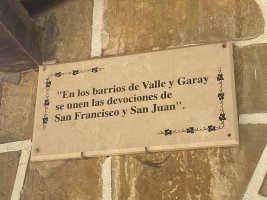 "En los barrios de Valle y Garay
se unen las devociones de
San Francisco y San Juan".